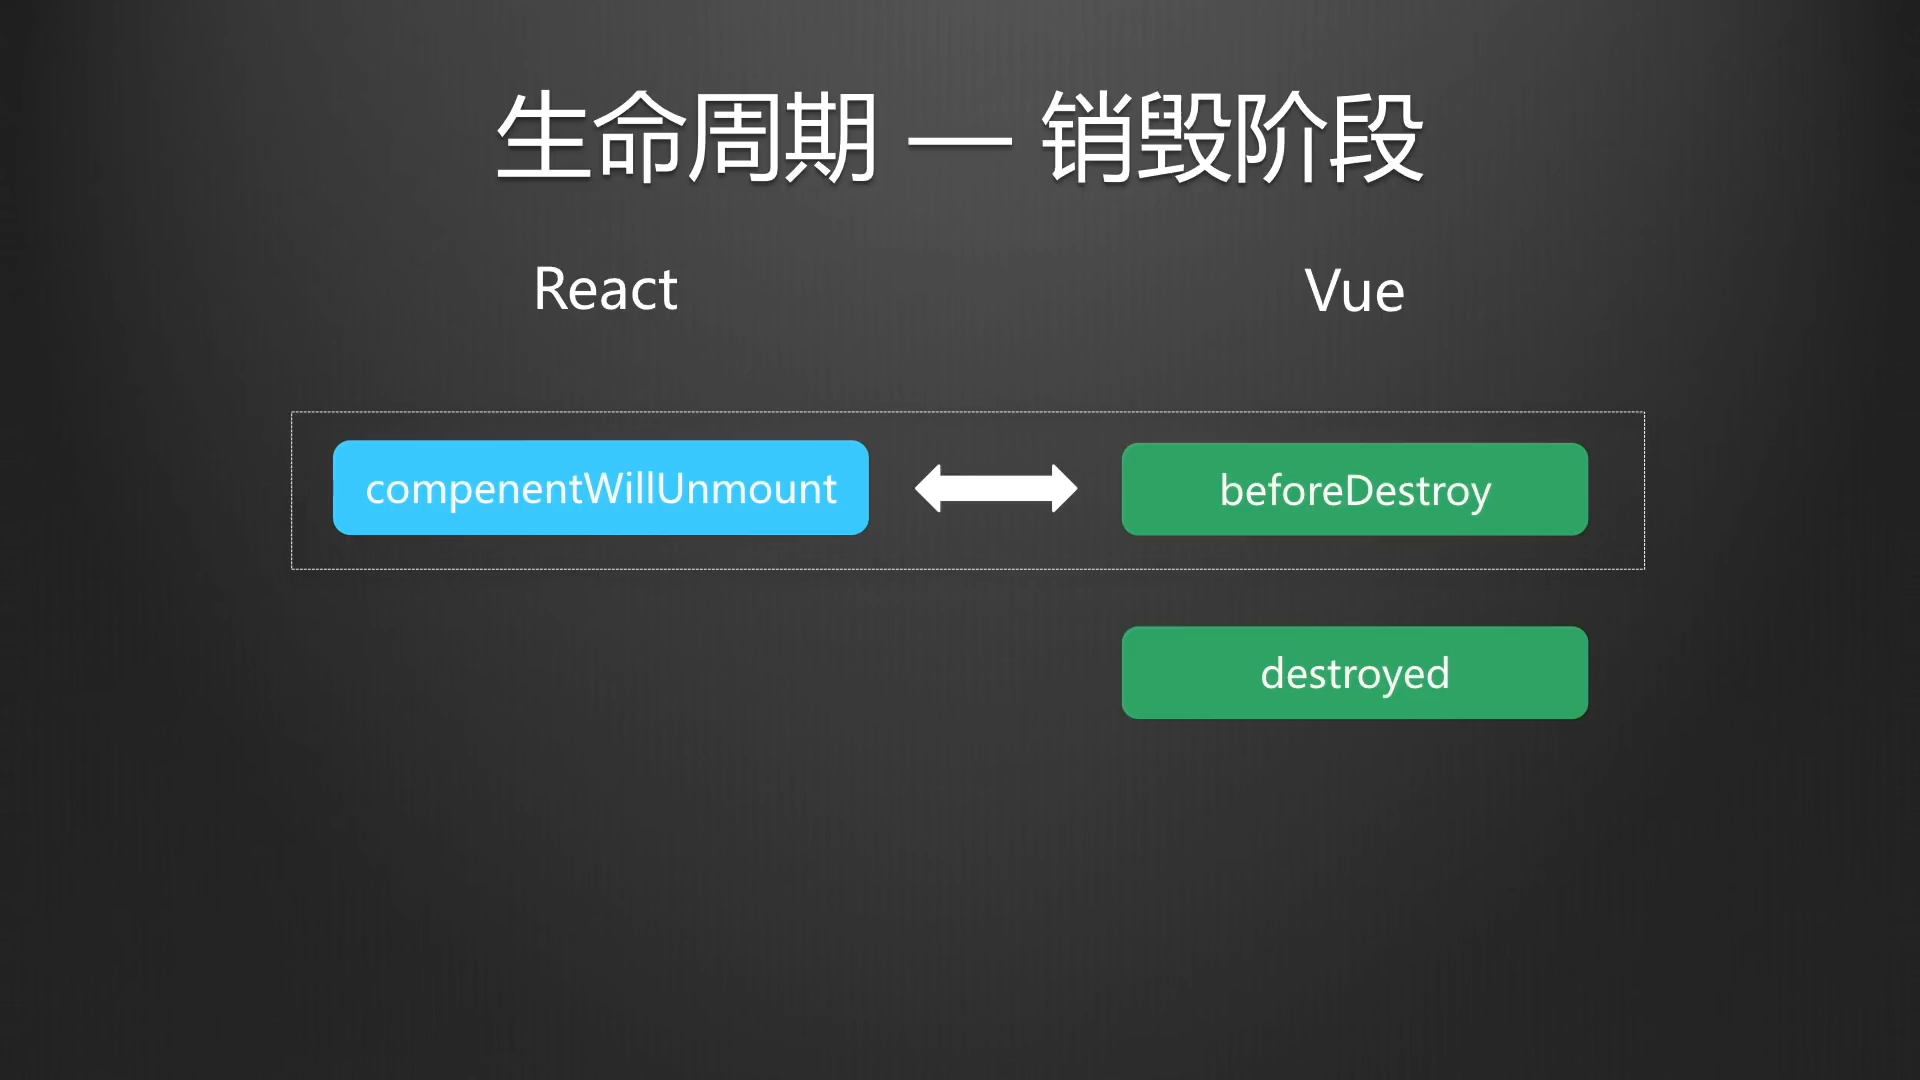 生命周期 — 销毁阶段
React
Vue
compenentWillUnmount
beforeDestroy
destroyed